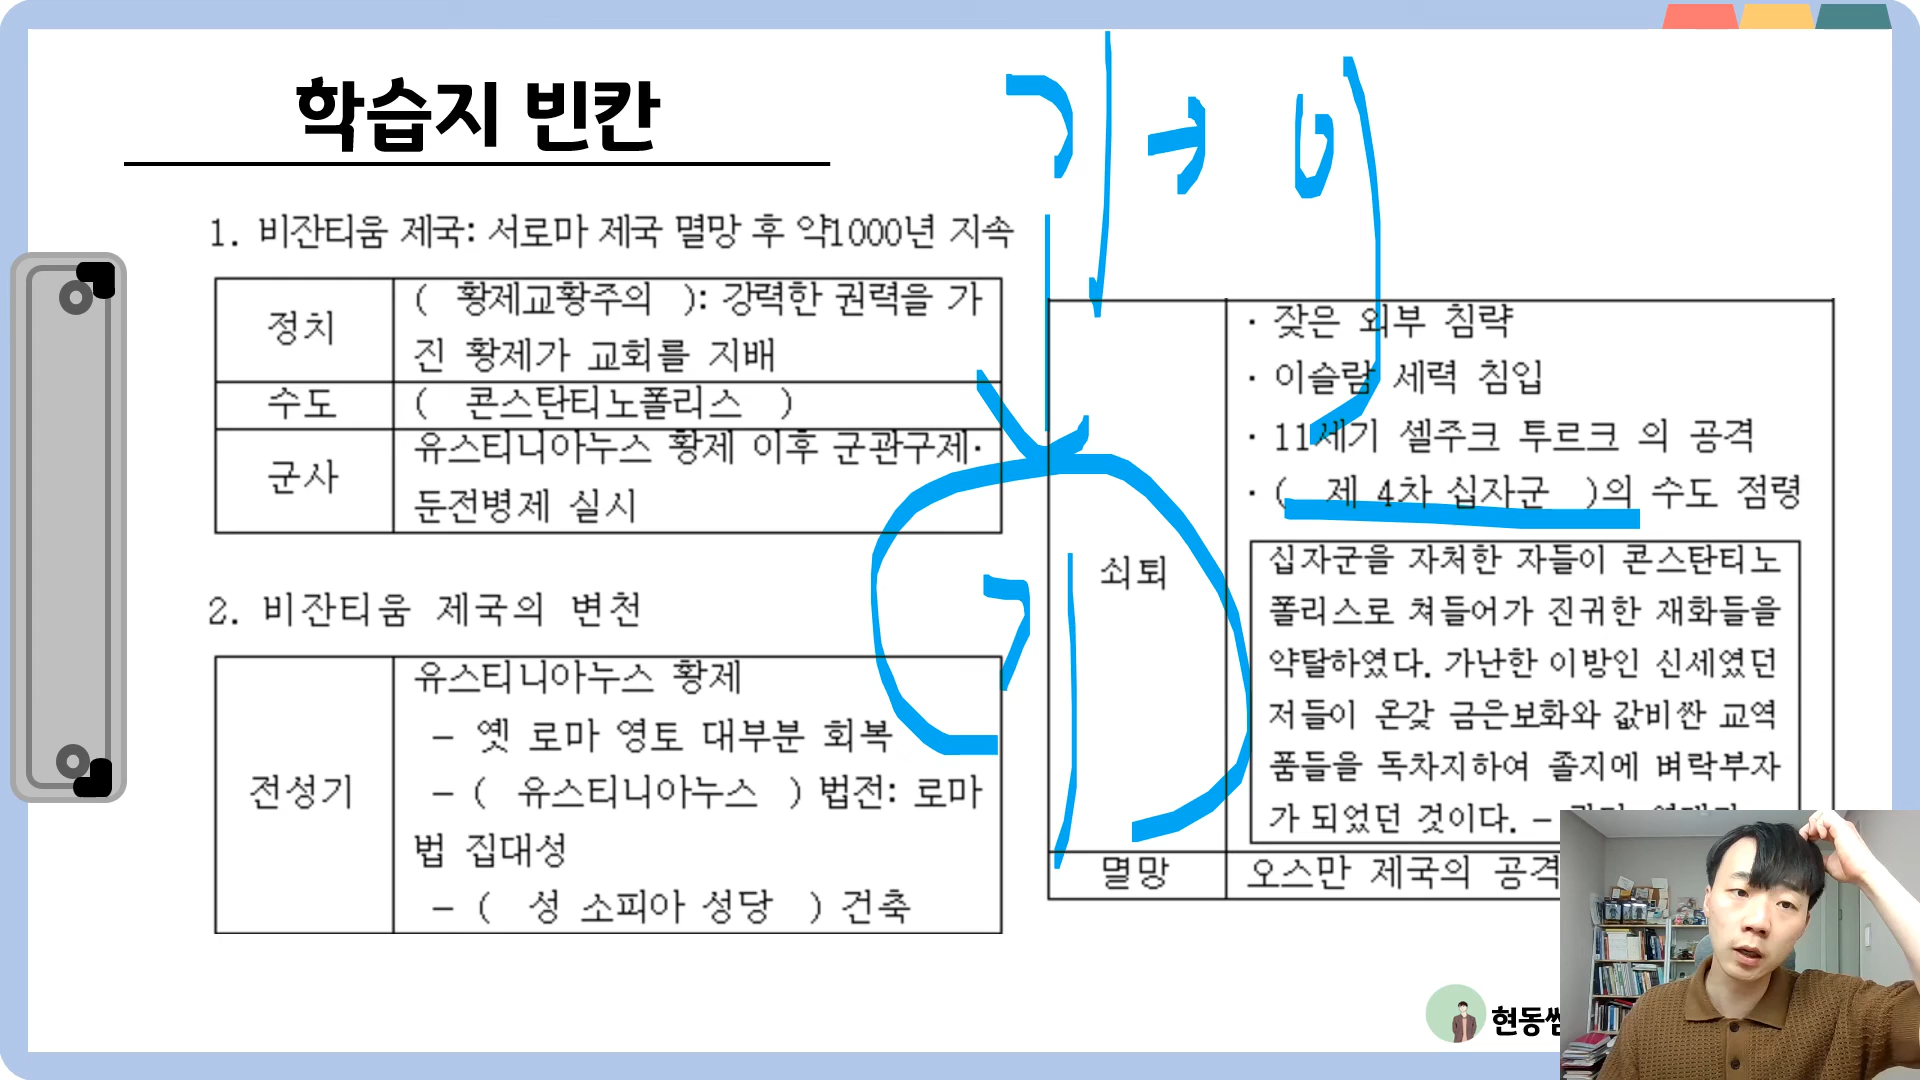 학습지 빈칸
1. 비잔티움 제국: 서로마 제국 멸망 후 약1000년 지속
정치
( 황제교황주의 ): 강력한 권력을 가
진 황제가 교회를 지배
수도
( 콘스탄티노폴리스 )
군사
유스티니아누스 황제 이후 군관구제·
둔전병제 실시
2. 비잔티움 제국의 변천
전성기
유스티니아누스 황제
- 옛 로마 영토 대부분 회복
- ( 유스티니아누스 ) 법전: 로마
법 집대성
- ( 성 소피아 성당 ) 건축
쇠퇴
· 잦은 외부 침략
· 이슬람 세력 침입
· 11세기 셀주크 투르크 의 공격
· ( 제 4차 십자군 )의 수도 점령
십자군을 자처한 자들이 콘스탄티노
폴리스로 쳐들어가 진귀한 재화들을
약탈하였다. 가난한 이방인 신세였던
저들이 온갖 금은보화와 값비싼 교역
품들을 독차지하여 졸지에 벼락부자
가 되었던 것이다. -
멸망
오스만 제국의 공격
현동쌤